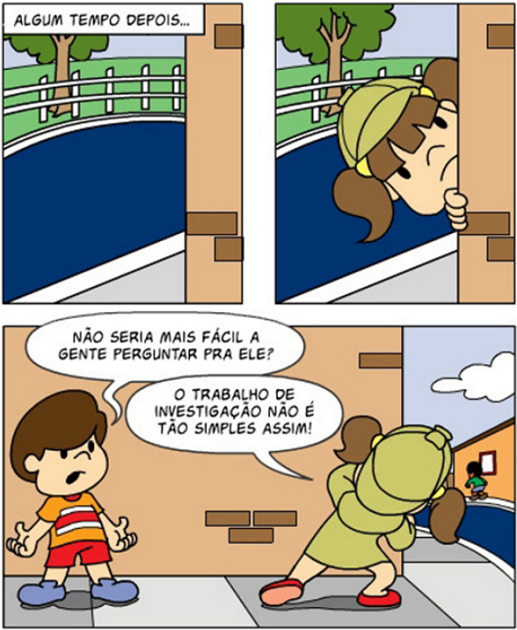 ALGUM TEMPO DEPOIS...
NÃO SERIA MAIS FÁCIL A
GENTE PERGUNTAR PRA ELE?
O TRABALHO DE
INVESTIGAÇÃO NÃO É
TÃO SIMPLES ASSIM!